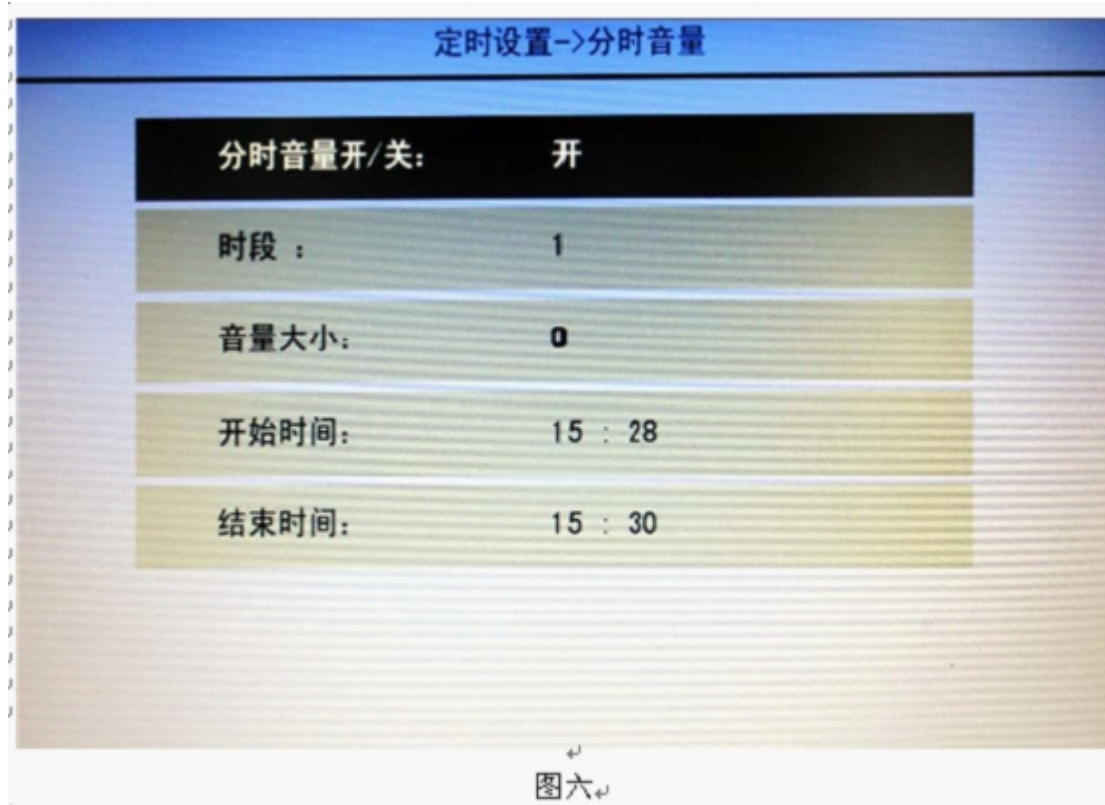 定时设置->分时音量
分时音量开/关: 开
时段 : 1
音量大小: 0
开始时间: 15 : 28
结束时间: 15 : 30
图六